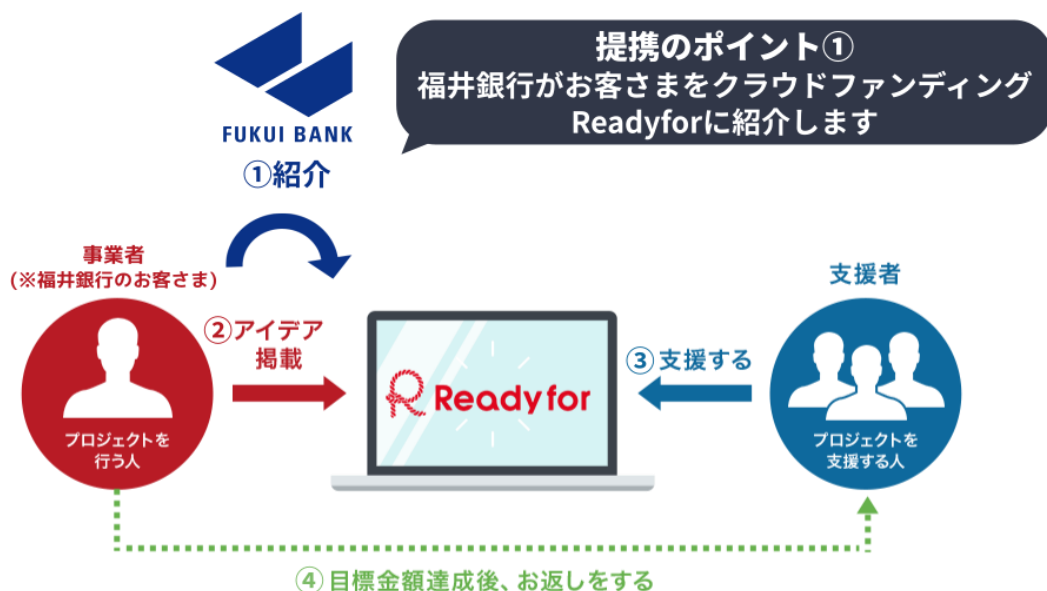 提携のポイント①
福井銀行がお客さまをクラウドファンディング
Readyforに紹介します
FUKUI BANK
①紹介
事業者
(※福井銀行のお客さま)
支援者
②アイデア
掲載
③支援する
Readyfor
プロジェクトを
行う人
プロジェクトを
支援する人
④目標金額達成後、お返しをする